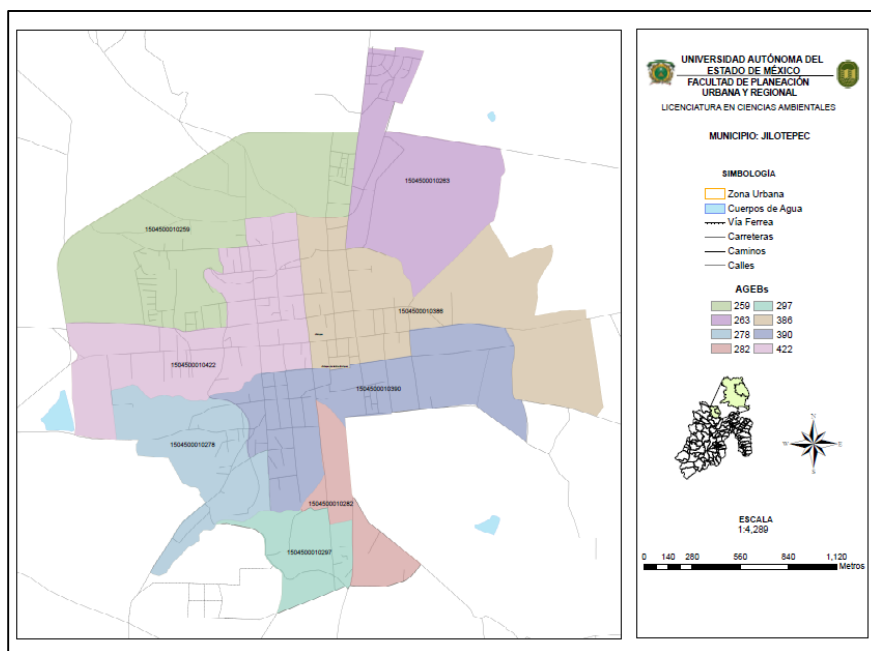 1504500010263
1504500010259
1504500010386
1504500010422
1504500010390
1504500010278
1504500010282
1504500010297
UNIVERSIDAD AUTÓNOMA DEL
ESTADO DE MÉXICO
FACULTAD DE PLANEACIÓN
URBANA Y REGIONAL
LICENCIATURA EN CIENCIAS AMBIENTALES
MUNICIPIO: JILOTEPEC
SIMBOLOGÍA
Zona Urbana
Cuerpos de Agua
Vía Ferrea
Carreteras
Caminos
Calles
AGEBs
259 297
263 386
278 390
282 422
N
W E
S
ESCALA
1:4,289
0 140 280 560 840 1,120
Metros